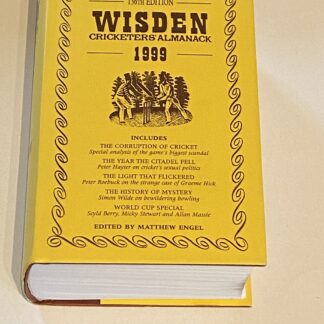 136TH EDITION
WISDEN
CRICKETERS' ALMANACK
1999
INCLUDES
THE CORRUPTION OF CRICKET
Special analysis of the game's biggest scandal
THE YEAR THE CITADEL FELL
Peter Hayter on cricket's sexual politics
THE LIGHT THAT FLICKERED
Peter Roebuck on the strange case of Graeme Hick
THE HISTORY OF MYSTERY
Simon Wilde on bewildering bowling
WORLD CUP SPECIAL
Scyld Berry, Micky Stewart and Allan Massie
EDITED BY MATTHEW ENGEL